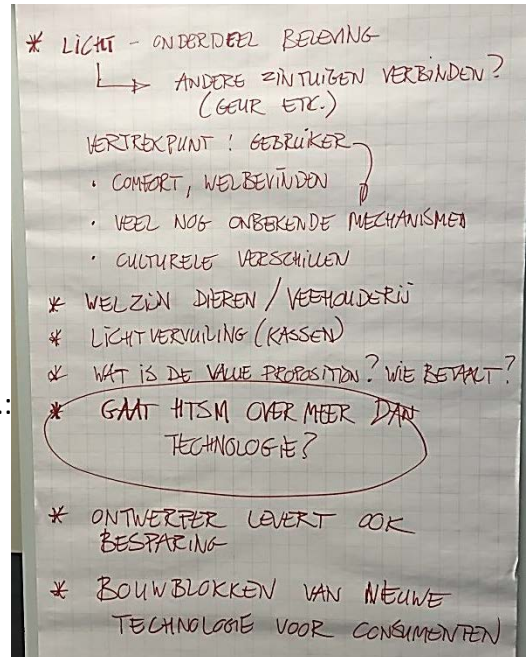 * LICHT - ONDERDEEL BELEVING
ANDERE ZINTUIGEN VERBINDEN?
(GEUR ETC.)
VERTREKPUNT! GEBRUIKER
• COMFORT, WELBEVINDEN
• VEEL NOG ONBEKENDE MECHANISMEN
• CULTURELE VERSCHILLEN
* WELZIJN DIEREN / VEEHOUDERIJ
* LICHTVERVUILING (KASSEN)
* WAT IS DE VALUE PROPOSITION? WIE BETAALT?
* GAAT HTSM OVER MEER DAN
TECHNOLOGIE?
* ONTWERPER LEVERT OOK
BESPARING
* BOUWBLOKKEN VAN NIEUWE
TECHNOLOGIE VOOR CONSUMENTEN